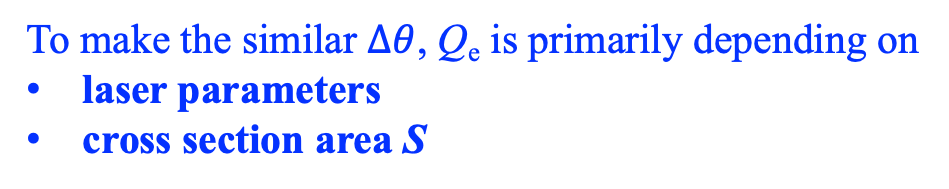 To make the similar Δθ, Qe is primarily depending on
• laser parameters
• cross section area S